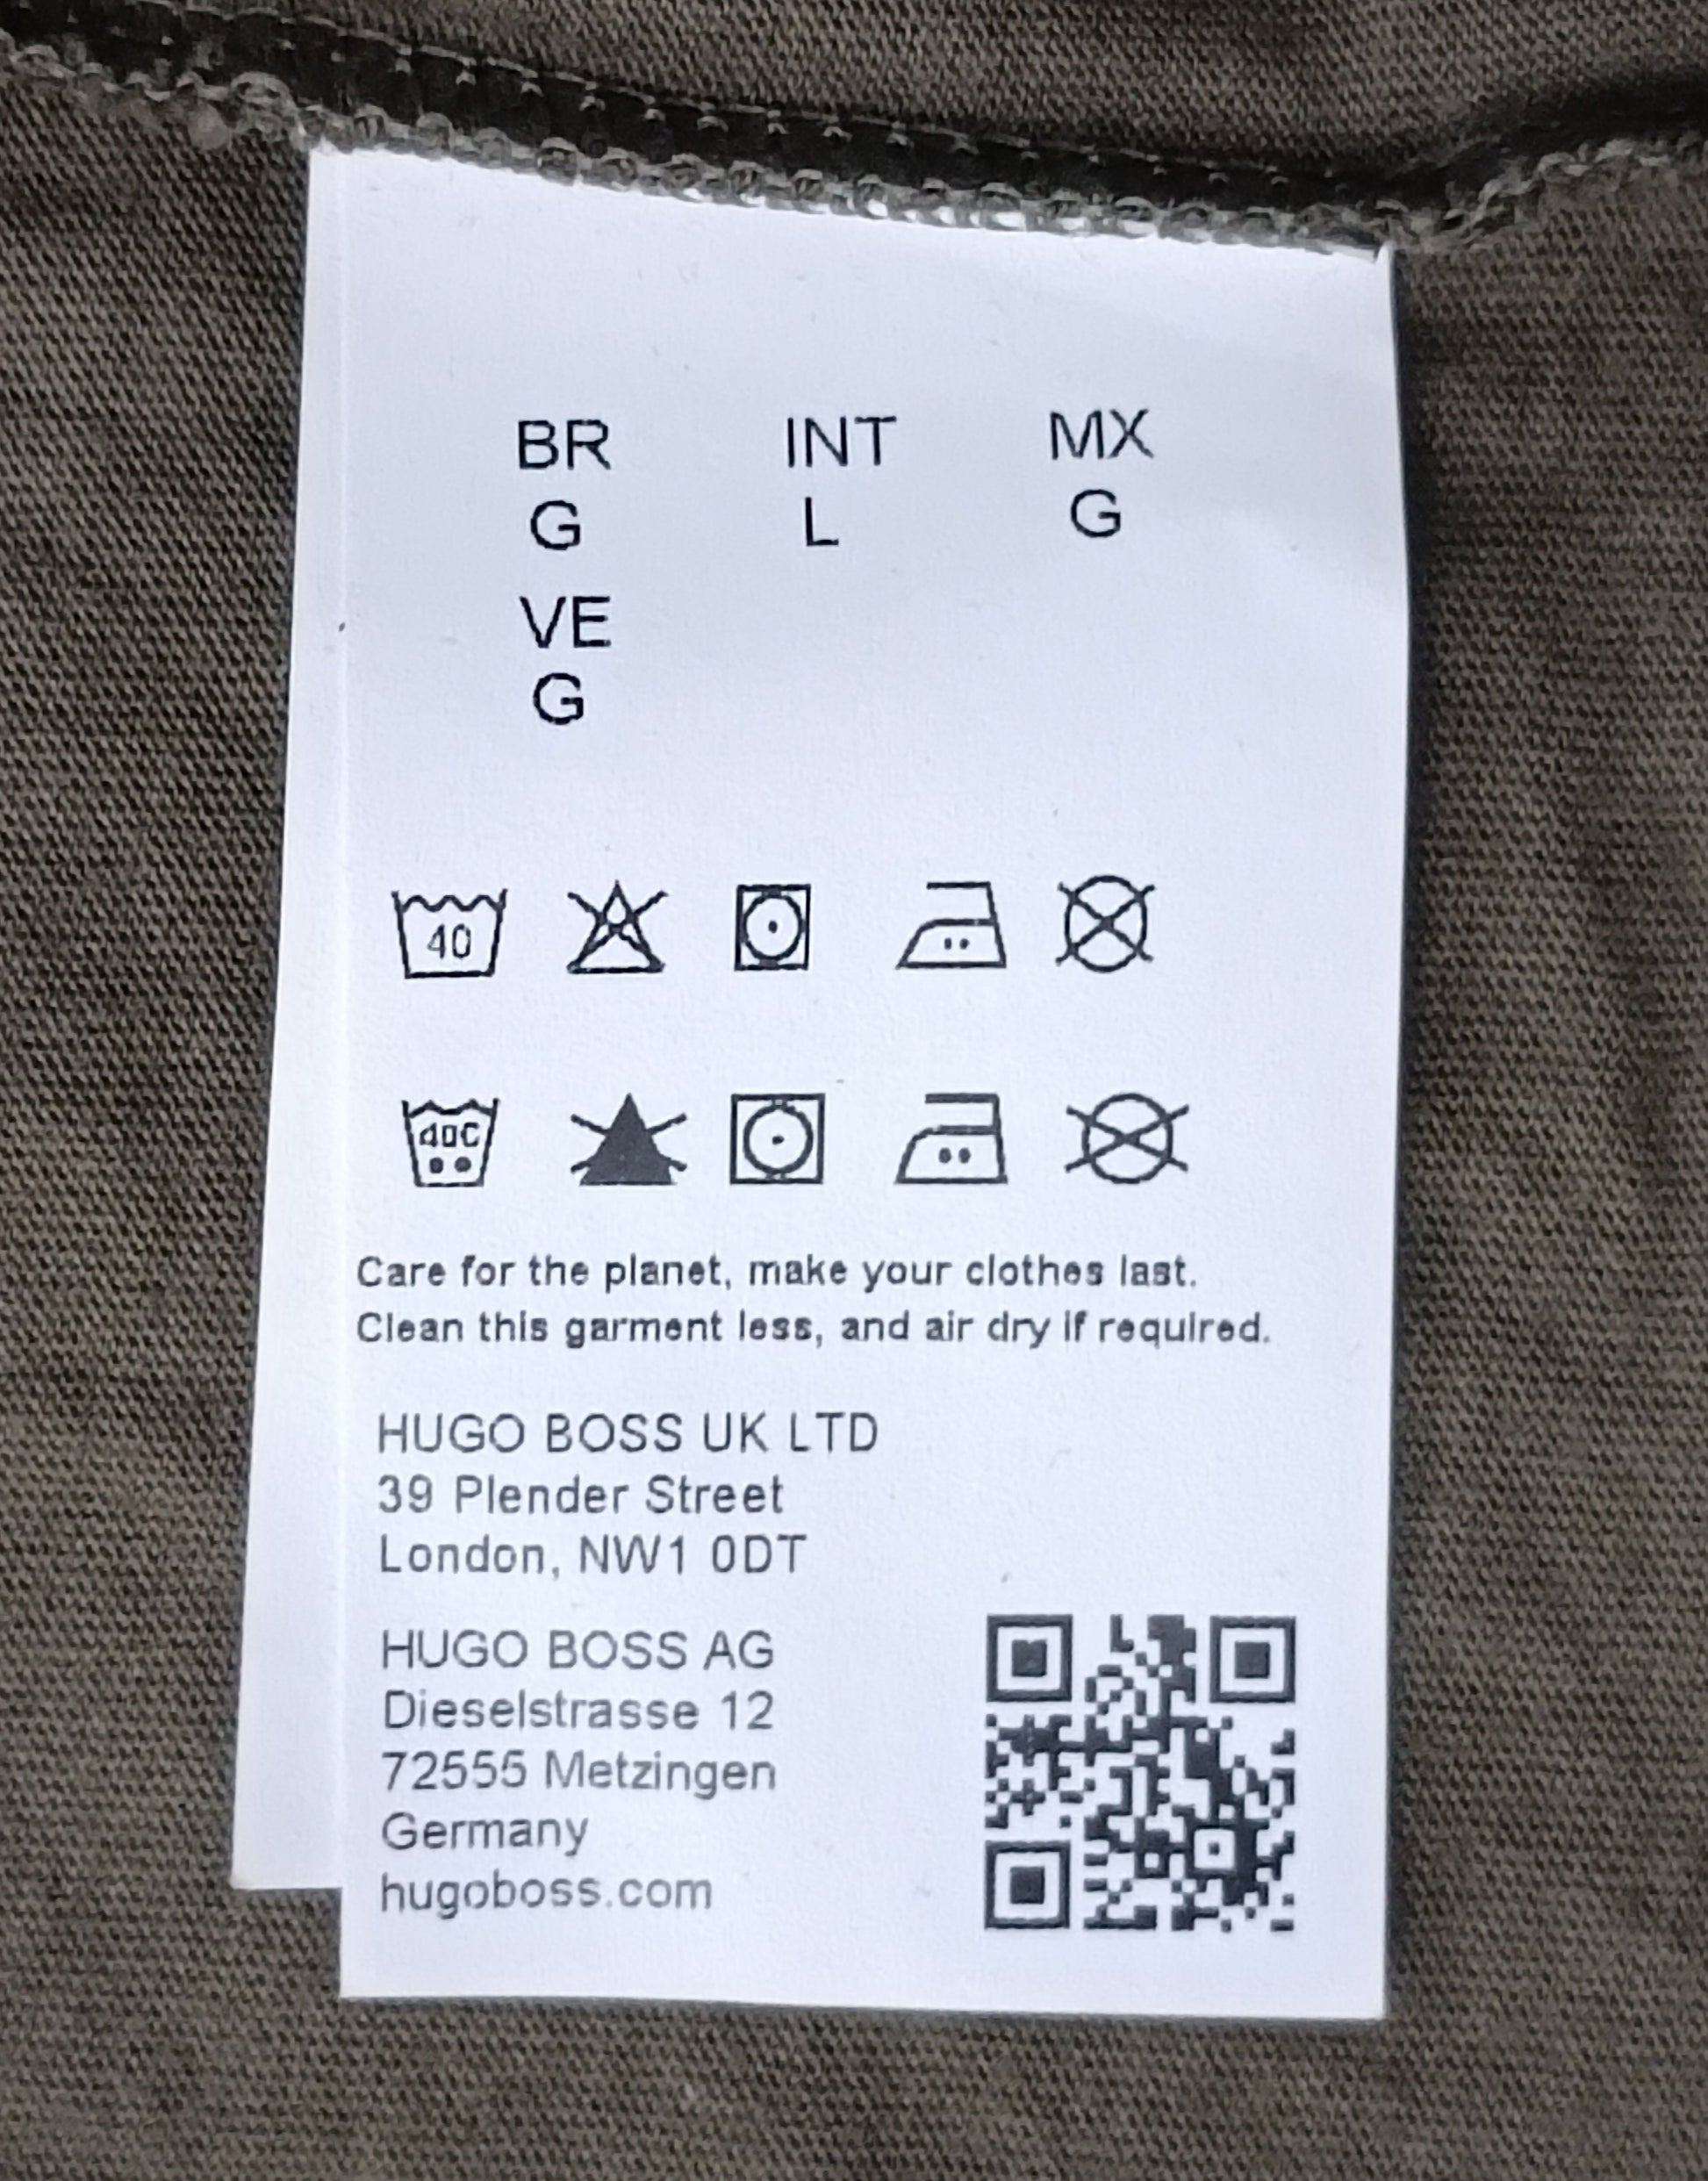 BR INT MX
G L G
VE
G
40
40C
Care for the planet, make your clothes last.
Clean this garment less, and air dry if required.
HUGO BOSS UK LTD
39 Plender Street
London, NW1 0DT
HUGO BOSS AG
Dieselstrasse 12
72555 Metzingen
Germany
hugoboss.com